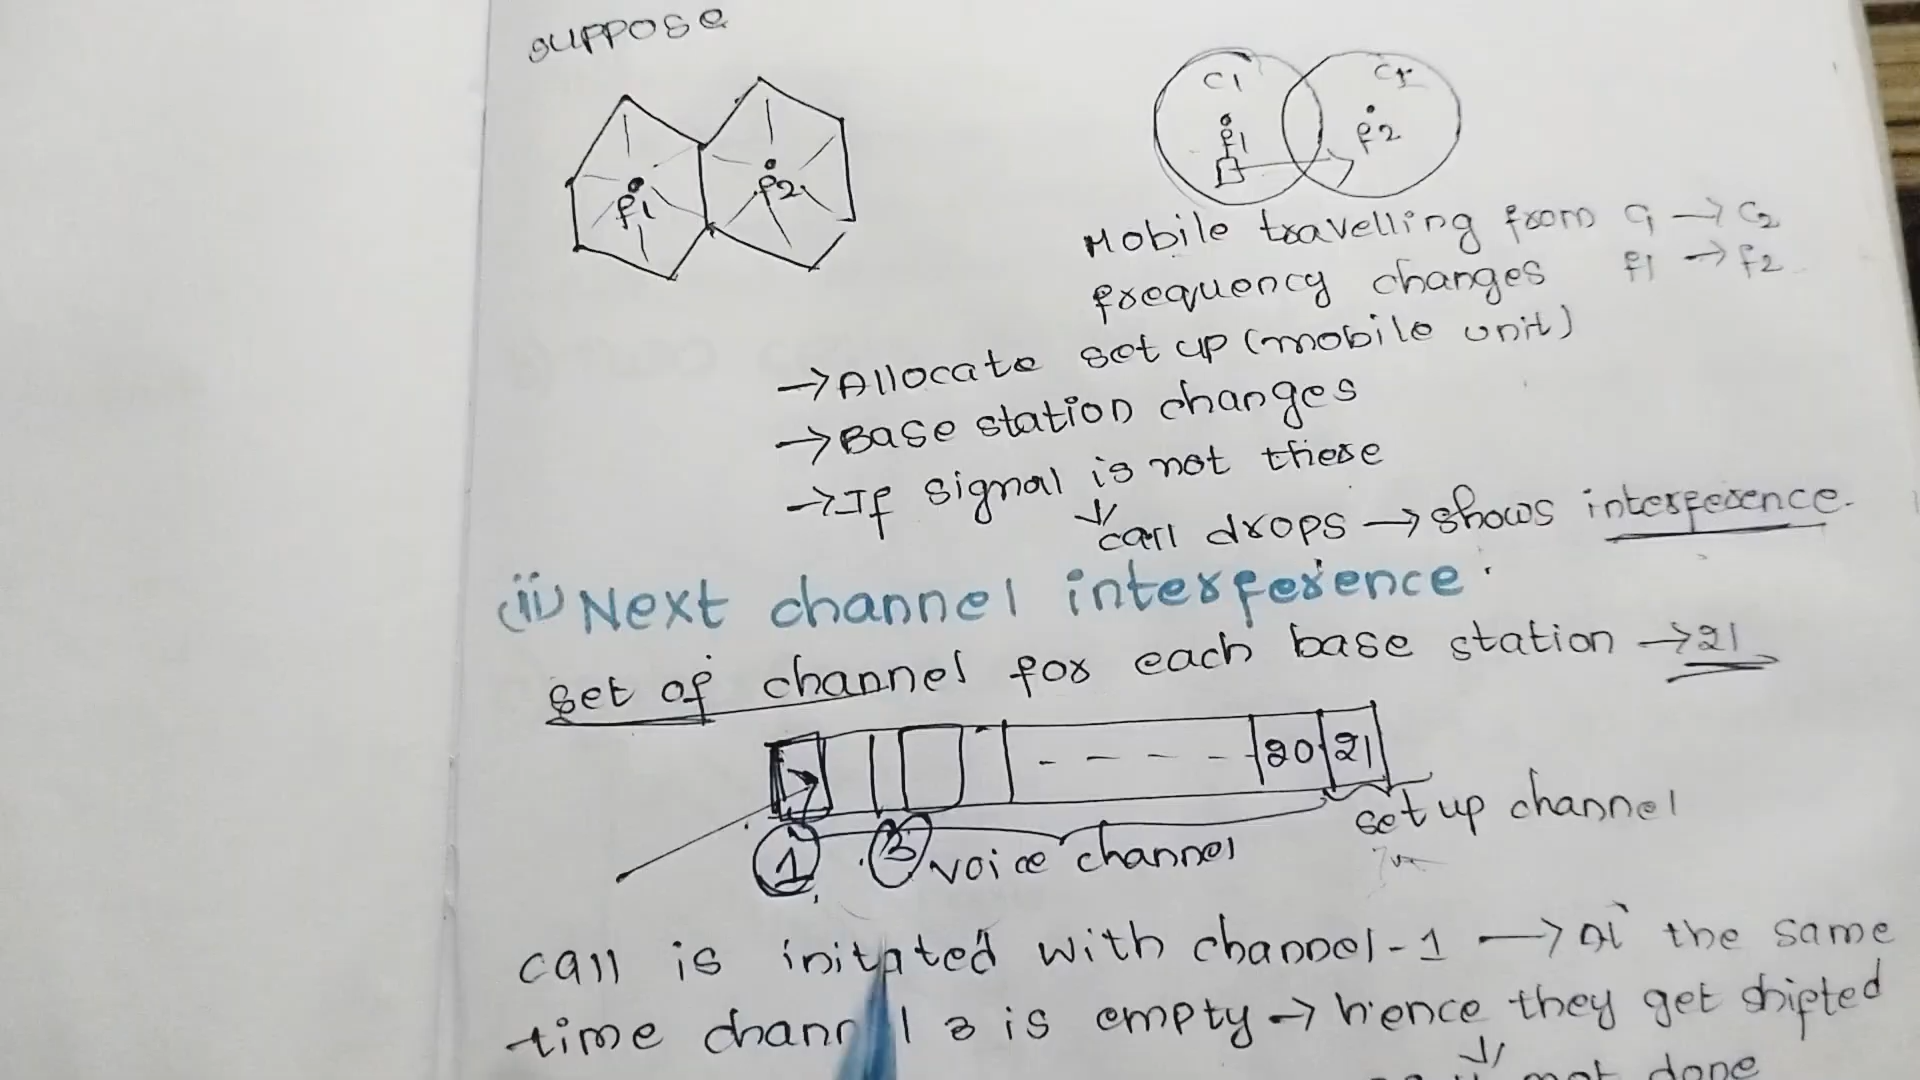 suppose
f1
f2
C1
f1
f2
Mobile travelling from C1 → C2
frequency changes f1 → f2
→ Allocate set up (mobile unit)
→ Base station changes
→ If signal is not there
↓
call drops → shows interference.
(ii) Next channel interference.
set of channel for each base station → 21
- - - - 20 21
1 3 voice channel
set up channel
call is initated with channel-1 → At the same
time chann l 3 is empty → hence they get shifted
↓
not done